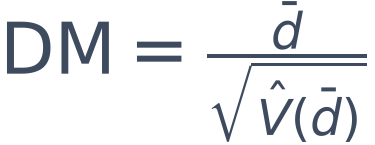 DM = d̄ / √(V̂(d̄))